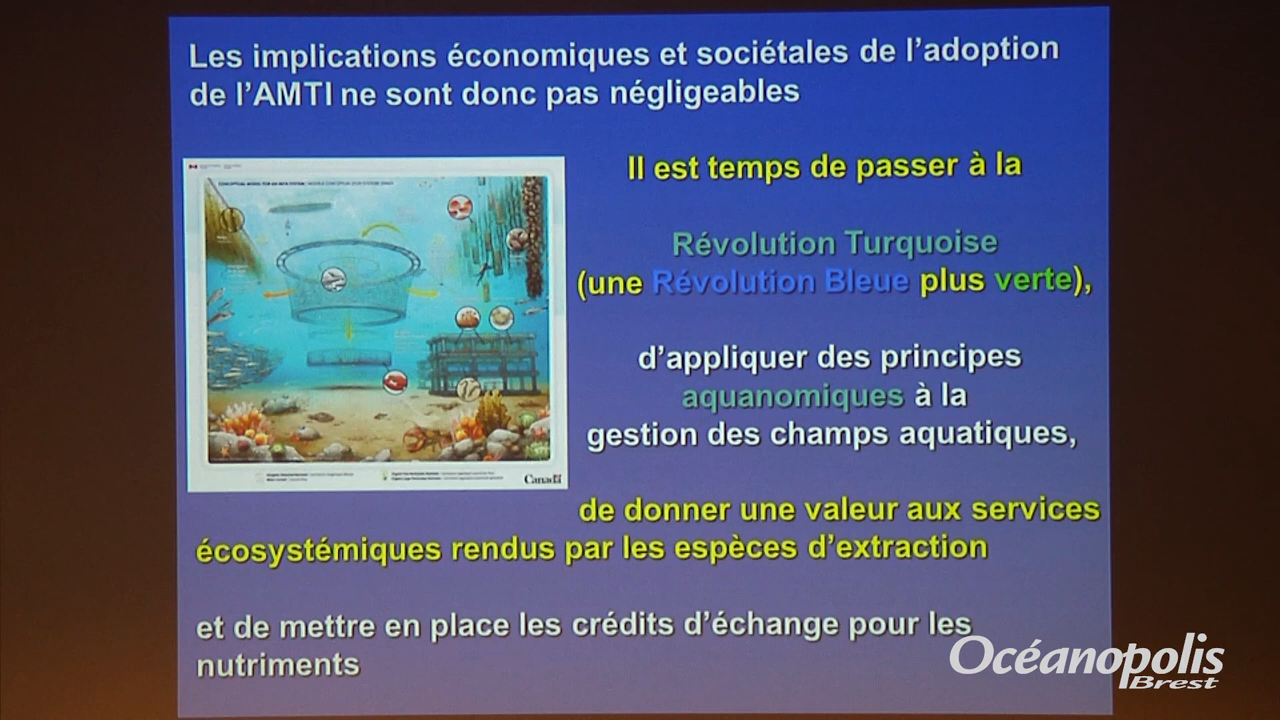 Les implications économiques et sociétales de l'adoption
de l'AMTI ne sont donc pas négligeables
Il est temps de passer à la
Révolution Turquoise
(une Révolution Bleue plus verte),
d'appliquer des principes
aquanomiques à la
gestion des champs aquatiques,
de donner une valeur aux services
écosystémiques rendus par les espèces d'extraction
et de mettre en place les crédits d'échange pour les
nutriments
Canada
Océanopolis
Brest